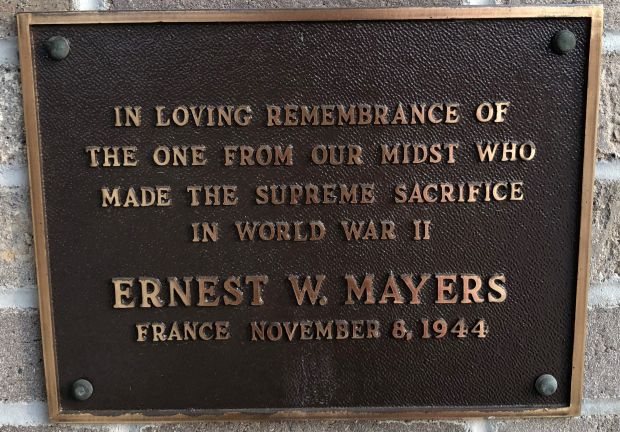 IN LOVING REMEMBRANCE OF
THE ONE FROM OUR MIDST WHO
MADE THE SUPREME SACRIFICE
IN WORLD WAR II
ERNEST W. MAYERS
FRANCE NOVEMBER 8, 1944